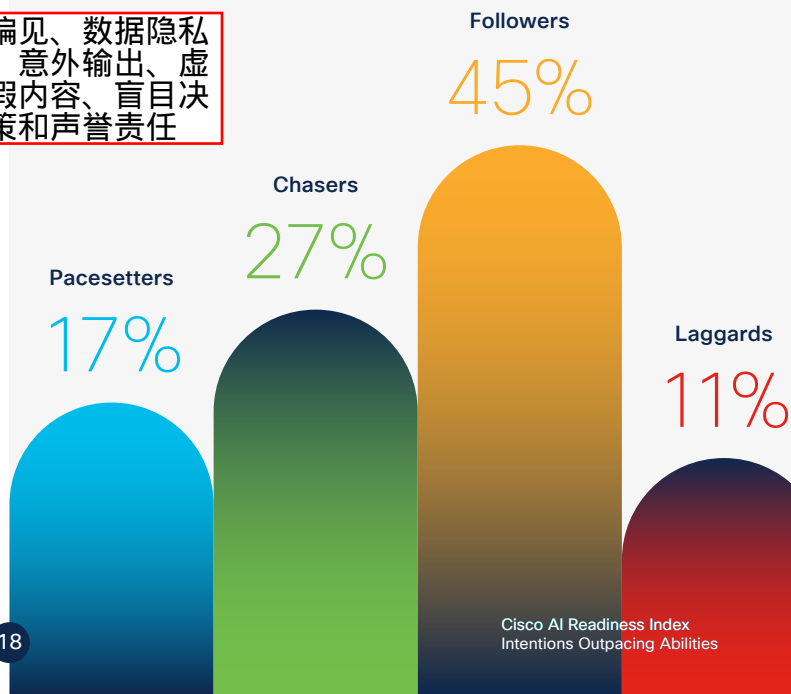 偏见、数据隐私
、意外输出、虚
假内容、盲目决
策和声誉责任
Followers
45%
Chasers
27%
Pacesetters
17%
Laggards
11%
Cisco AI Readiness Index
Intentions Outpacing Abilities
18